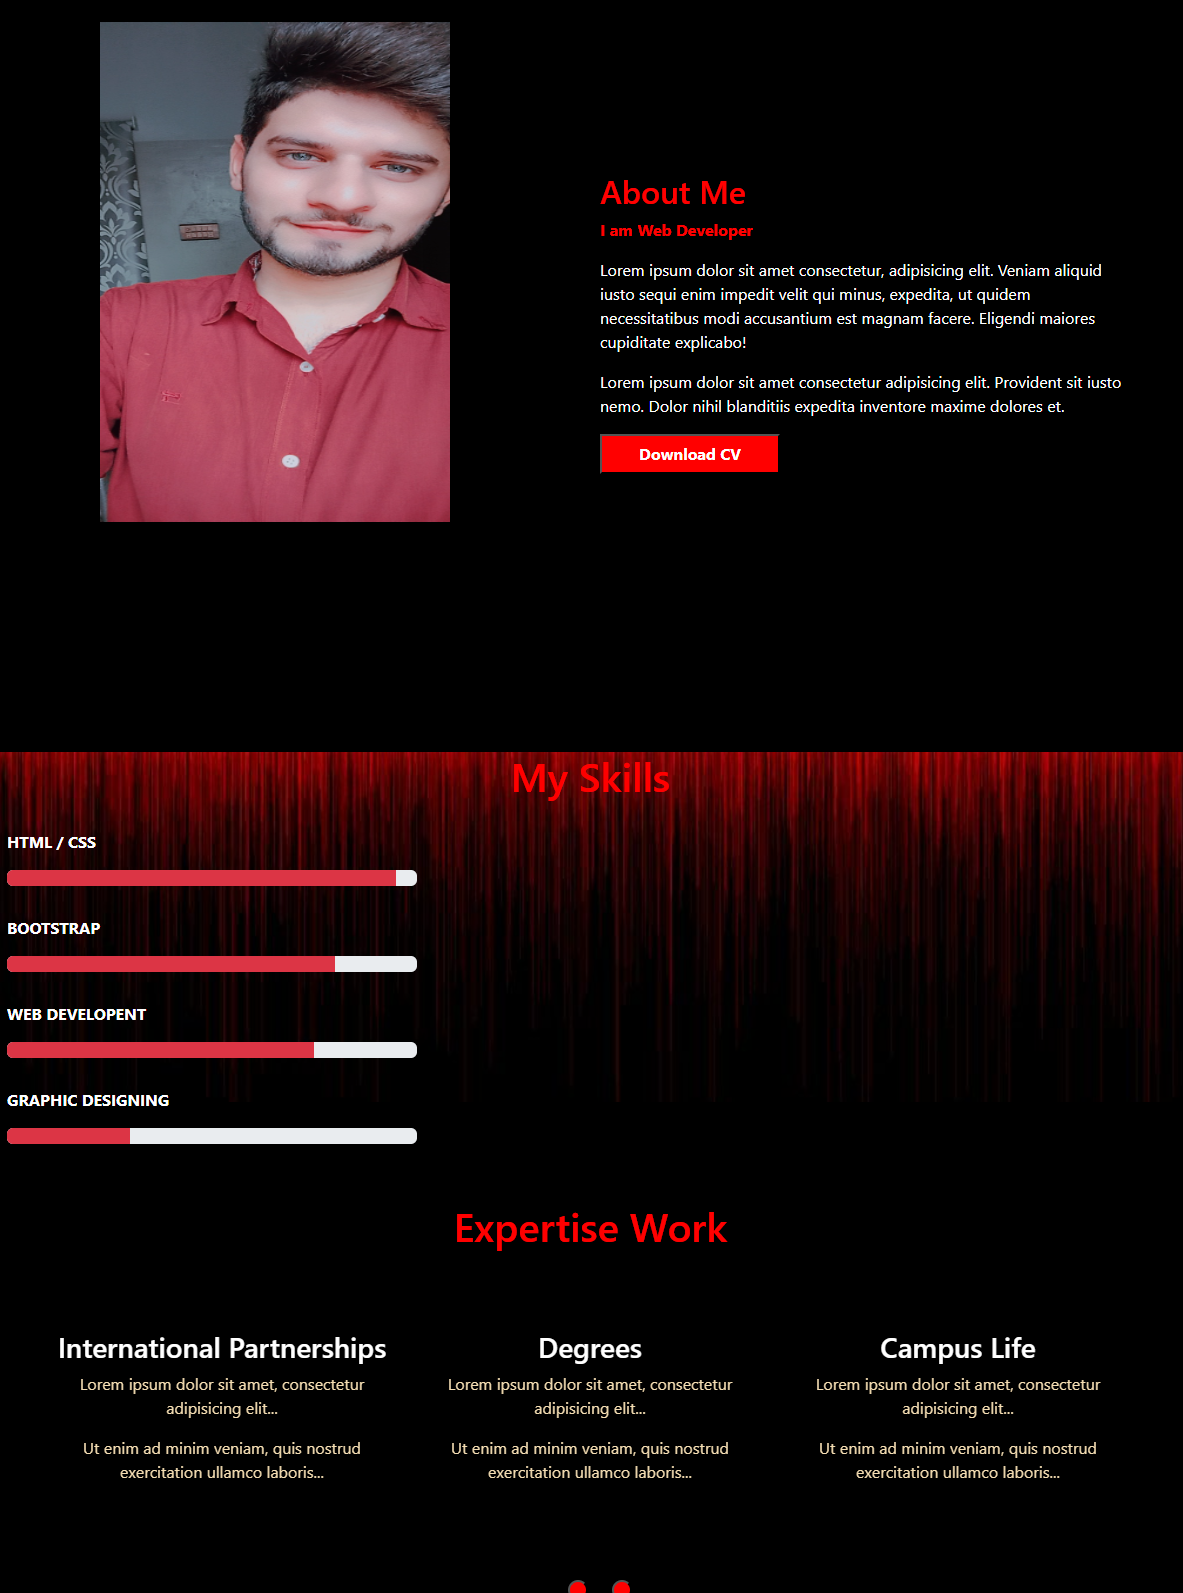 About Me
I am Web Developer
Lorem ipsum dolor sit amet consectetur, adipisicing elit. Veniam aliquid
iusto sequi enim impedit velit qui minus, expedita, ut quidem
necessitatibus modi accusantium est magnam facere. Eligendi maiores
cupiditate explicabo!
Lorem ipsum dolor sit amet consectetur adipisicing elit. Provident sit iusto
nemo. Dolor nihil blanditiis expedita inventore maxime dolores et.
Download CV
My Skills
HTML / CSS
BOOTSTRAP
WEB DEVELOPENT
GRAPHIC DESIGNING
Expertise Work
International Partnerships
Lorem ipsum dolor sit amet, consectetur
adipisicing elit...
Ut enim ad minim veniam, quis nostrud
exercitation ullamco laboris...
Degrees
Lorem ipsum dolor sit amet, consectetur
adipisicing elit...
Ut enim ad minim veniam, quis nostrud
exercitation ullamco laboris...
Campus Life
Lorem ipsum dolor sit amet, consectetur
adipisicing elit...
Ut enim ad minim veniam, quis nostrud
exercitation ullamco laboris...